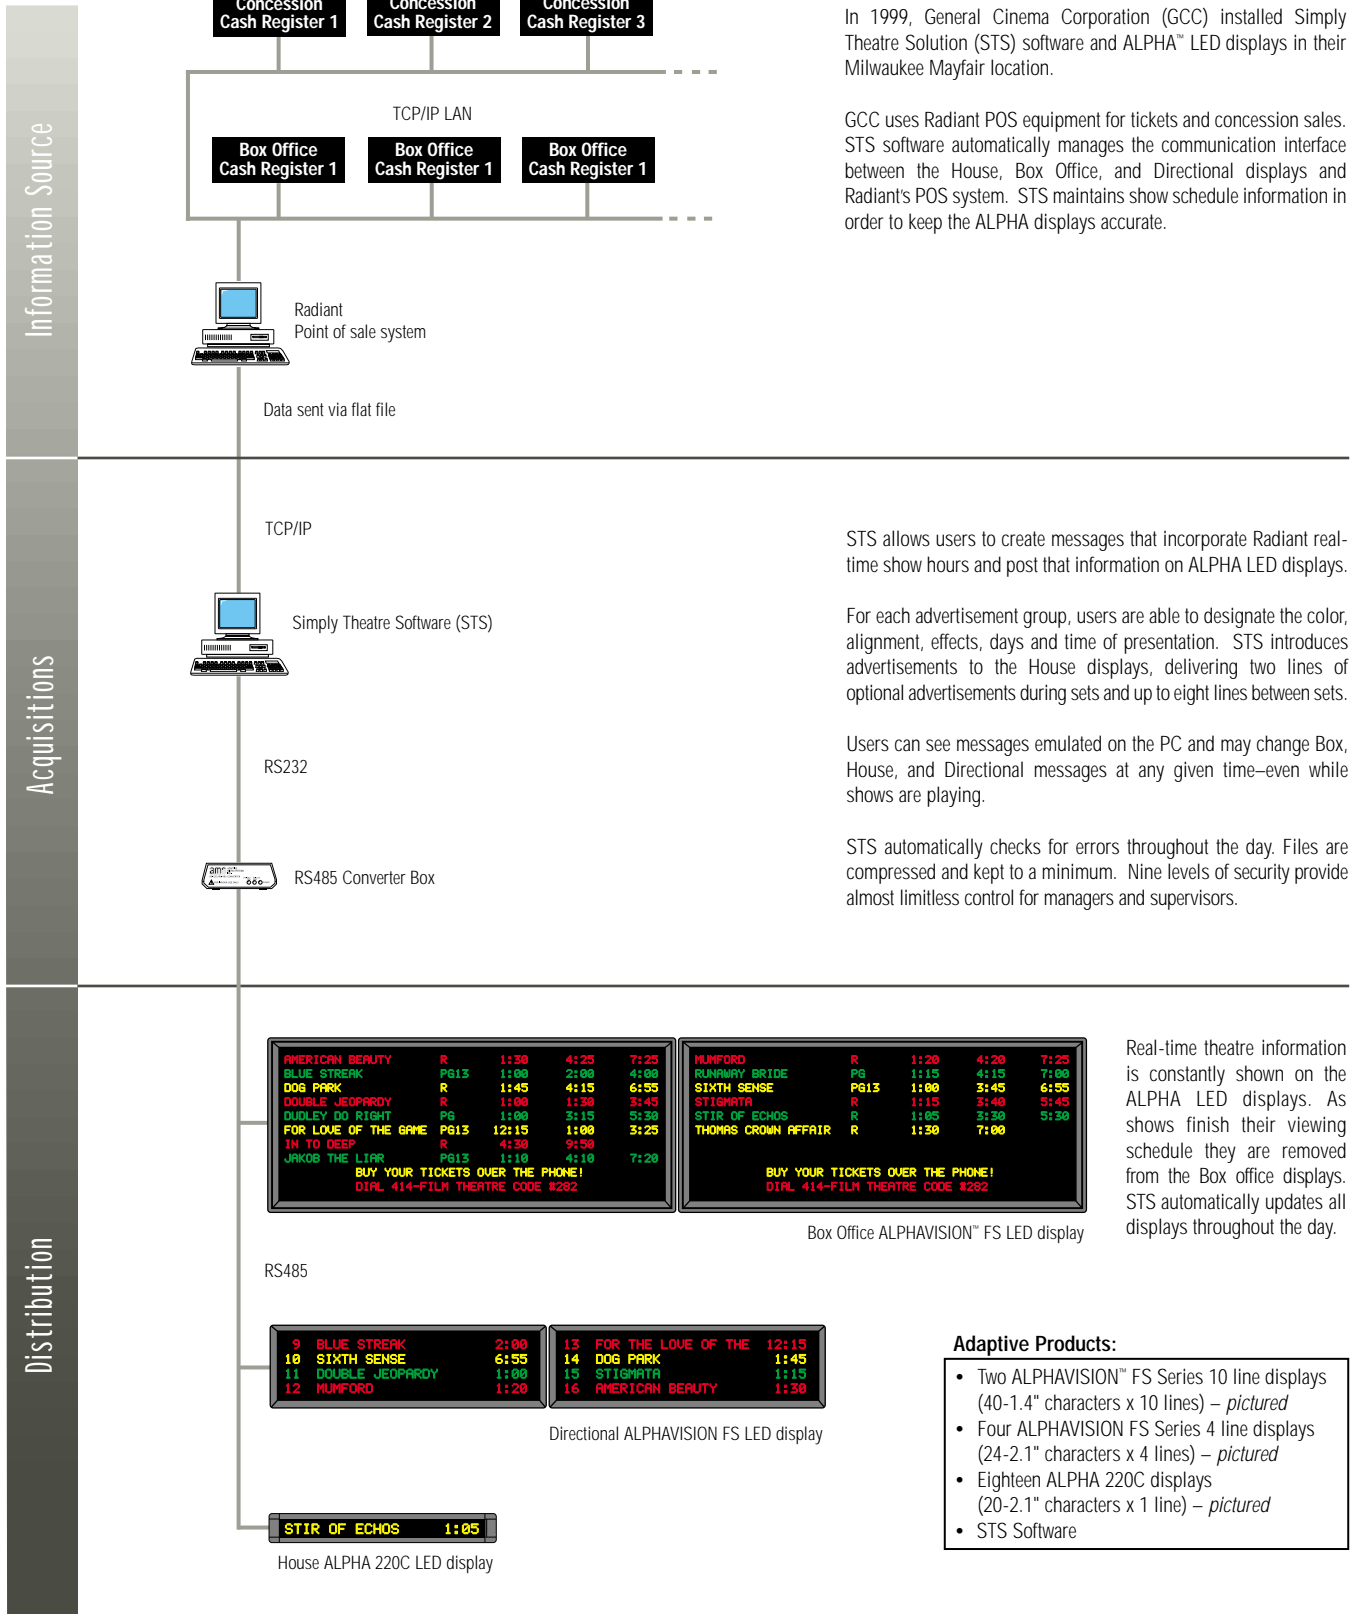 Information Source
Concession
Cash Register 1
Concession
Cash Register 2
Concession
Cash Register 3
TCP/IP LAN
Box Office
Cash Register 1
Box Office
Cash Register 1
Box Office
Cash Register 1
Radiant
Point of sale system
Data sent via flat file
In 1999, General Cinema Corporation (GCC) installed Simply
Theatre Solution (STS) software and ALPHA™ LED displays in their
Milwaukee Mayfair location.
GCC uses Radiant POS equipment for tickets and concession sales.
STS software automatically manages the communication interface
between the House, Box Office, and Directional displays and
Radiant's POS system. STS maintains show schedule information in
order to keep the ALPHA displays accurate.
Acquisitions
TCP/IP
Simply Theatre Software (STS)
RS232
RS485 Converter Box
STS allows users to create messages that incorporate Radiant real-
time show hours and post that information on ALPHA LED displays.
For each advertisement group, users are able to designate the color,
alignment, effects, days and time of presentation. STS introduces
advertisements to the House displays, delivering two lines of
optional advertisements during sets and up to eight lines between sets.
Users can see messages emulated on the PC and may change Box,
House, and Directional messages at any given time–even while
shows are playing.
STS automatically checks for errors throughout the day. Files are
compressed and kept to a minimum. Nine levels of security provide
almost limitless control for managers and supervisors.
Distribution
AMERICAN BEAUTY R 1:30 4:25 7:25
BLUE STREAK PG13 1:00 2:00 4:00
DOG PARK R 1:45 4:15 6:55
DOUBLE JEOPARDY R 1:00 1:30 3:45
DUDLEY DO RIGHT PG 1:00 3:15 5:30
FOR LOVE OF THE GAME PG13 12:15 1:00 3:25
IN TO DEEP R 4:30 9:50
JAKOB THE LIAR PG13 1:10 4:10 7:20
BUY YOUR TICKETS OVER THE PHONE!
DIAL 414-FILM THEATRE CODE #282
MUMFORD R 1:20 4:20 7:25
RUNAWAY BRIDE PG 1:15 4:15 7:00
SIXTH SENSE PG13 1:00 3:45 6:55
STIGMATA R 1:15 3:40 5:45
STIR OF ECHOS R 1:05 3:30 5:30
THOMAS CROWN AFFAIR R 1:30 7:00
BUY YOUR TICKETS OVER THE PHONE!
DIAL 414-FILM THEATRE CODE #282
Box Office ALPHAVISION™ FS LED display
Real-time theatre information
is constantly shown on the
ALPHA LED displays. As
shows finish their viewing
schedule they are removed
from the Box office displays.
STS automatically updates all
displays throughout the day.
RS485
9 BLUE STREAK 2:00
10 SIXTH SENSE 6:55
11 DOUBLE JEOPARDY 1:00
12 MUMFORD 1:20
13 FOR THE LOVE OF THE 12:15
14 DOG PARK 1:45
15 STIGMATA 1:15
16 AMERICAN BEAUTY 1:30
Directional ALPHAVISION FS LED display
STIR OF ECHOS 1:05
House ALPHA 220C LED display
Adaptive Products:
• Two ALPHAVISION™ FS Series 10 line displays
(40-1.4" characters x 10 lines) – pictured
• Four ALPHAVISION FS Series 4 line displays
(24-2.1" characters x 4 lines) – pictured
• Eighteen ALPHA 220C displays
(20-2.1" characters x 1 line) – pictured
• STS Software